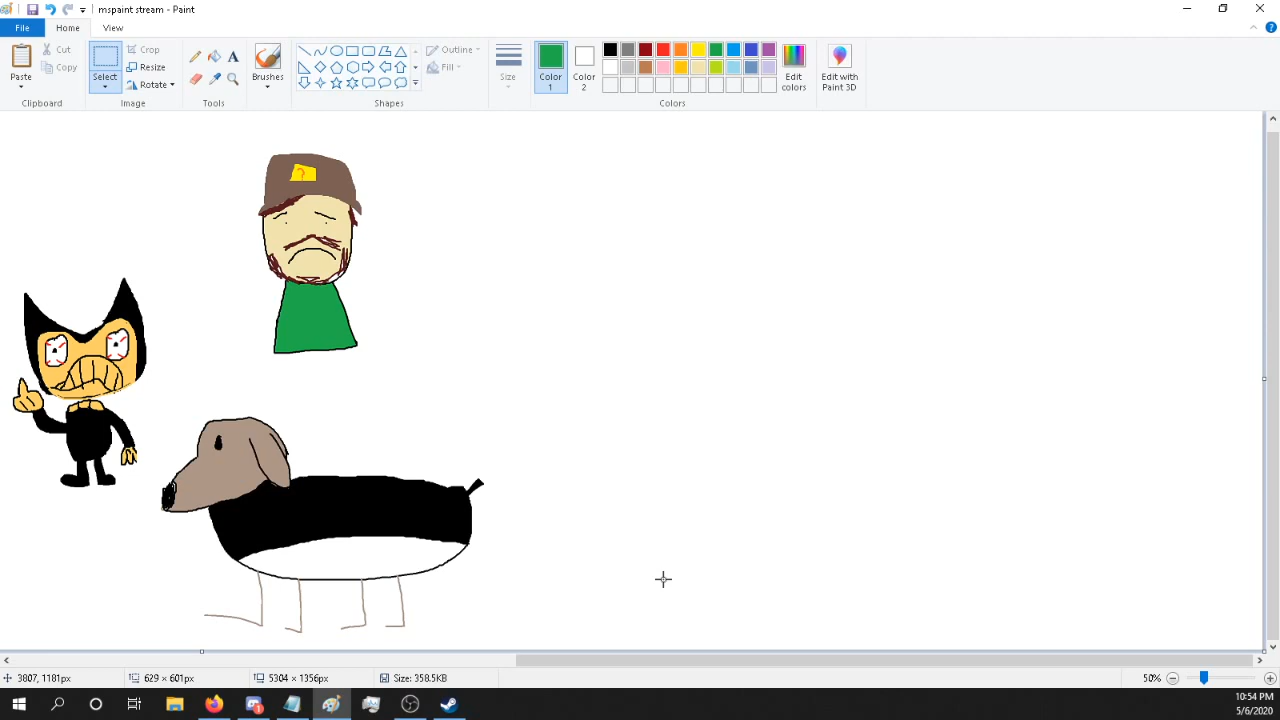 mspaint stream - Paint
File Home View
Paste Cut Copy Select Crop Resize Rotate A Brushes Outline Fill Size Color 1 Color 2 Edit colors Edit with Paint 3D
Clipboard Image Tools Shapes Colors
?
3807, 1181px 629 × 601px 5304 × 1356px Size: 358.5KB 50%
10:54 PM
5/6/2020